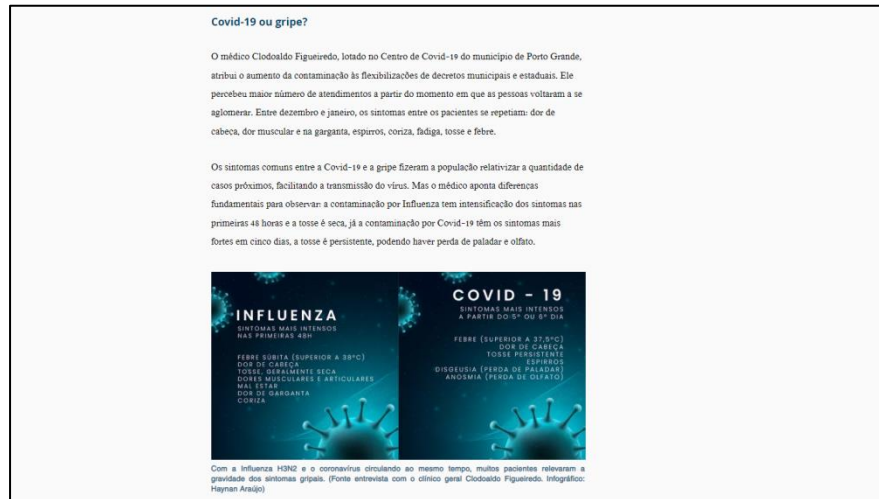 Covid-19 ou gripe?
O médico Clodoaldo Figueiredo, lotado no Centro de Covid-19 do município de Porto Grande,
atribui o aumento da contaminação às flexibilizações de decretos municipais e estaduais. Ele
percebeu maior número de atendimentos a partir do momento em que as pessoas voltaram a se
aglomerar. Entre dezembro e janeiro, os sintomas entre os pacientes se repetiam: dor de
cabeça, dor muscular e na garganta, espirros, coriza, fadiga, tosse e febre.
Os sintomas comuns entre a Covid-19 e a gripe fizeram a população relativizar a quantidade de
casos próximos, facilitando a transmissão do vírus. Mas o médico aponta diferenças
fundamentais para observar: a contaminação por Influenza tem intensificação dos sintomas nas
primeiras 48 horas e a tosse é seca, já a contaminação por Covid-19 têm os sintomas mais
fortes em cinco dias, a tosse é persistente, podendo haver perda de paladar e olfato.
INFLUENZA
SINTOMAS MAIS INTENSOS
NAS PRIMEIRAS 48H
FEBRE SÚBITA (SUPERIOR A 38°C)
DOR DE CABEÇA
TOSSE, GERALMENTE SECA
DORES MUSCULARES E ARTICULARES
MAL ESTAR
DOR DE GARGANTA
CORIZA
COVID - 19
SINTOMAS MAIS INTENSOS
A PARTIR DO 5° OU 6° DIA
FEBRE (SUPERIOR A 37,5°C)
DOR DE CABEÇA
TOSSE PERSISTENTE
ESPIRROS
DISGEUSIA (PERDA DE PALADAR)
ANOSMIA (PERDA DE OLFATO)
Com a Influenza H3N2 e o coronavírus circulando ao mesmo tempo, muitos pacientes relevaram a
gravidade dos sintomas gripais. (Fonte entrevista com o clínico geral Clodoaldo Figueiredo. Infográfico:
Haynan Araújo)